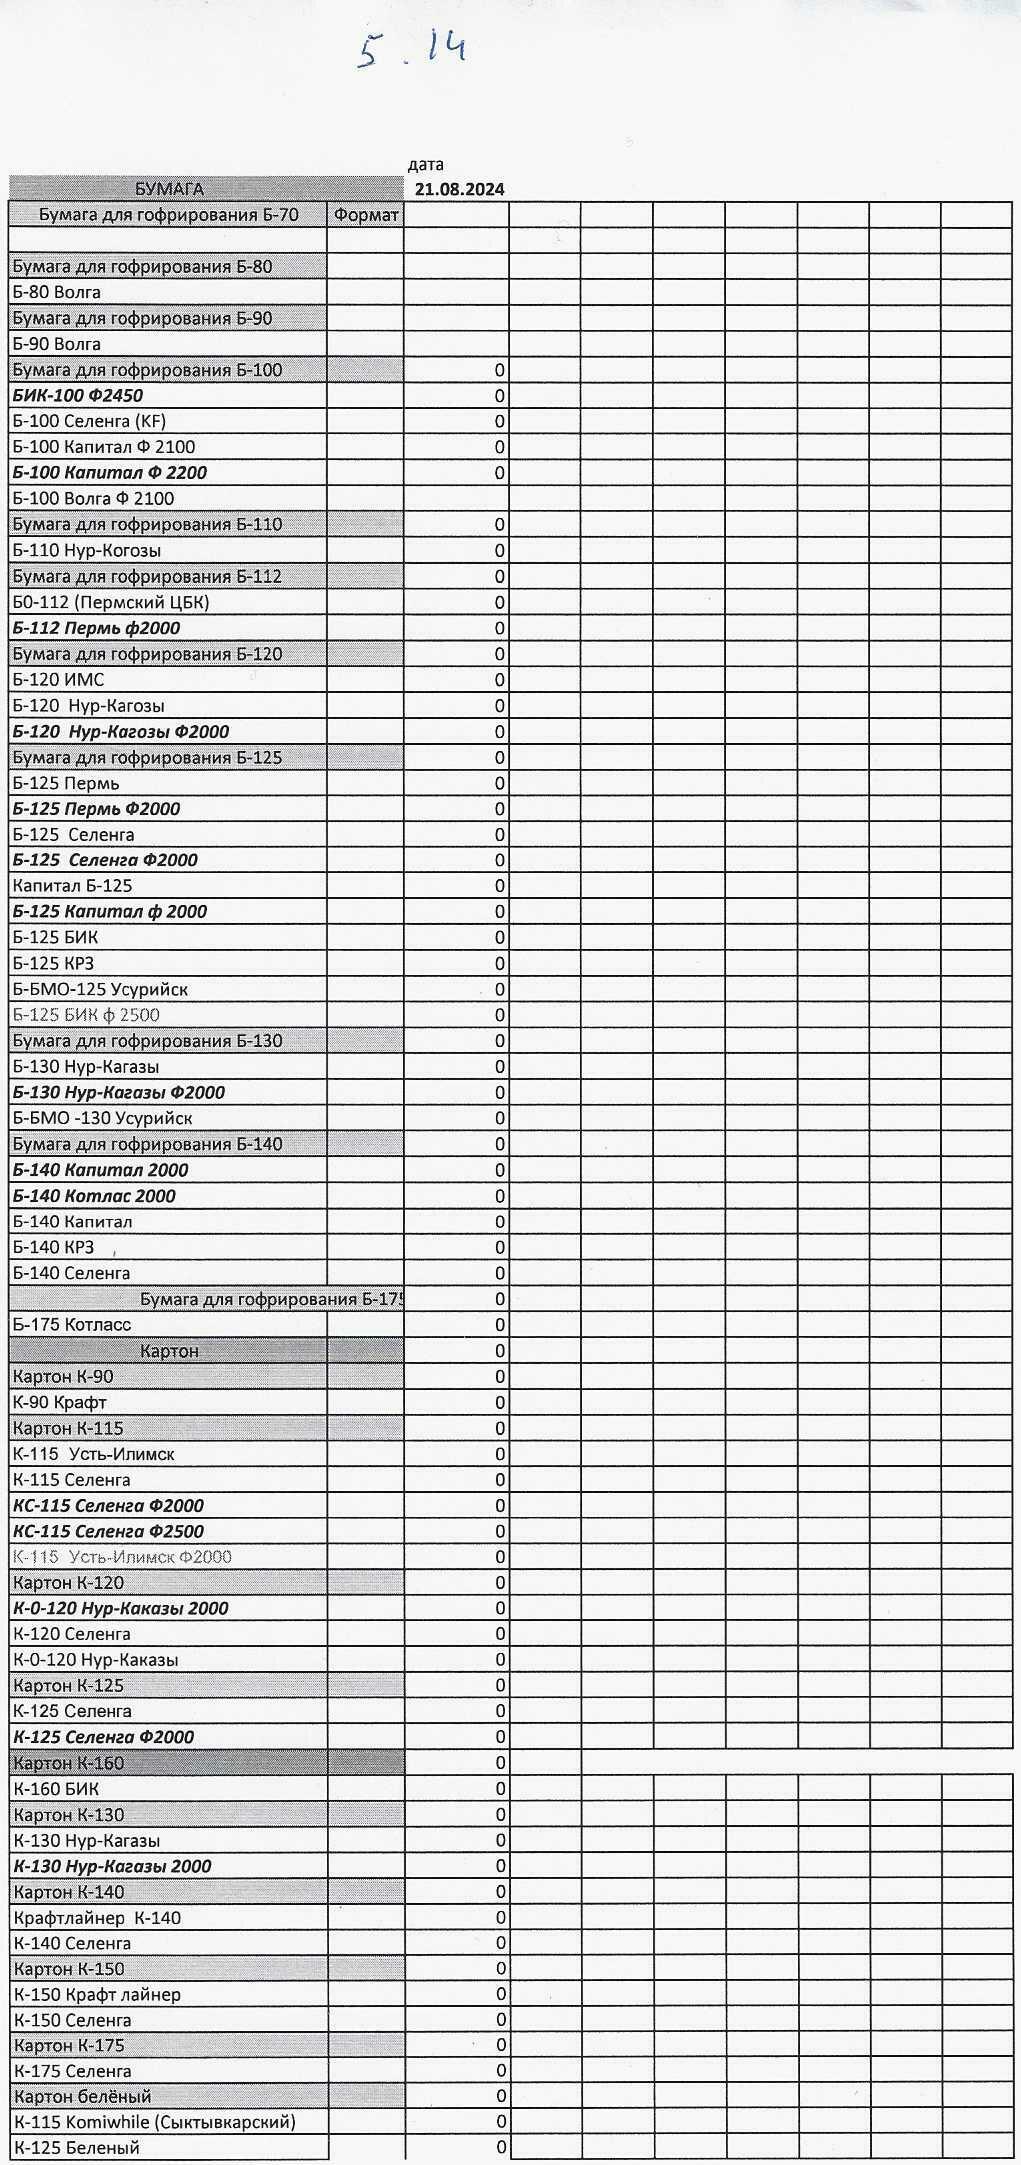 5 . 14
дата
БУМАГА 21.08.2024
Бумага для гофрирования Б-70 Формат
Бумага для гофрирования Б-80
Б-80 Волга
Бумага для гофрирования Б-90
Б-90 Волга
Бумага для гофрирования Б-100 0
БИК-100 Ф2450 0
Б-100 Селенга (KF) 0
Б-100 Капитал Ф 2100 0
Б-100 Капитал Ф 2200 0
Б-100 Волга Ф 2100
Бумага для гофрирования Б-110 0
Б-110 Нур-Когозы 0
Бумага для гофрирования Б-112 0
Б0-112 (Пермский ЦБК) 0
Б-112 Пермь ф2000 0
Бумага для гофрирования Б-120 0
Б-120 ИМС 0
Б-120 Нур-Кагозы 0
Б-120 Нур-Кагозы Ф2000 0
Бумага для гофрирования Б-125 0
Б-125 Пермь 0
Б-125 Пермь Ф2000 0
Б-125 Селенга 0
Б-125 Селенга Ф2000 0
Капитал Б-125 0
Б-125 Капитал ф 2000 0
Б-125 БИК 0
Б-125 КРЗ 0
Б-БМО-125 Усурийск 0
Б-125 БИК ф 2500 0
Бумага для гофрирования Б-130 0
Б-130 Нур-Кагазы 0
Б-130 Нур-Кагазы Ф2000 0
Б-БМО -130 Усурийск 0
Бумага для гофрирования Б-140 0
Б-140 Капитал 2000 0
Б-140 Котлас 2000 0
Б-140 Капитал 0
Б-140 КРЗ 0
Б-140 Селенга 0
Бумага для гофрирования Б-175 0
Б-175 Котласс 0
Картон 0
Картон К-90 0
К-90 Крафт 0
Картон К-115 0
К-115 Усть-Илимск 0
К-115 Селенга 0
КС-115 Селенга Ф2000 0
КС-115 Селенга Ф2500 0
К-115 Усть-Илимск Ф2000 0
Картон К-120 0
К-0-120 Нур-Каказы 2000 0
К-120 Селенга 0
К-0-120 Нур-Каказы 0
Картон К-125 0
К-125 Селенга 0
К-125 Селенга Ф2000 0
Картон К-160 0
К-160 БИК 0
Картон К-130 0
К-130 Нур-Кагазы 0
К-130 Нур-Кагазы 2000 0
Картон К-140 0
Крафтлайнер К-140 0
К-140 Селенга 0
Картон К-150 0
К-150 Крафт лайнер 0
К-150 Селенга 0
Картон К-175 0
К-175 Селенга 0
Картон белёный 0
К-115 Komiwhile (Сыктывкарский) 0
К-125 Беленый 0